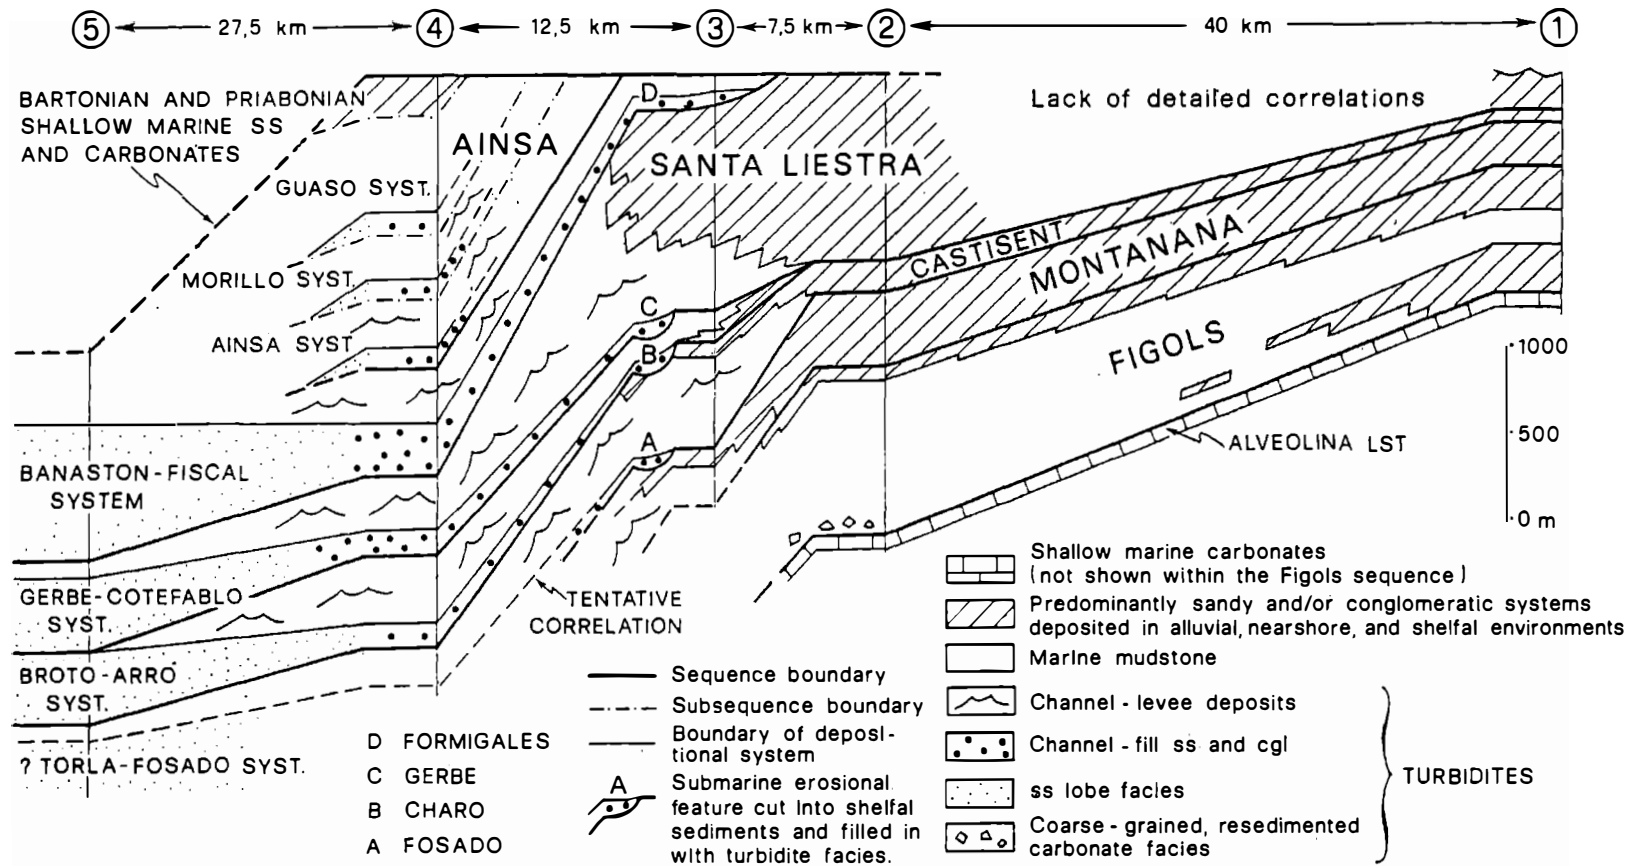 5 27,5 km 4 12,5 km 3 7,5 km 2 40 km 1
BARTONIAN AND PRIABONIAN
SHALLOW MARINE SS
AND CARBONATES
GUASO SYST.
MORILLO SYST.
AINSA SYST.
BANASTON-FISCAL
SYSTEM
GERBE-COTEFABLO
SYST.
BROTO-ARRO
SYST.
? TORLA-FOSADO SYST.
AINSA
SANTA LIESTRA
Lack of detailed correlations
CASTISENT
MONTANANA
FIGOLS
D
C
B
A
ALVEOLINA LST
1000
500
0 m
TENTATIVE
CORRELATION
D FORMIGALES
C GERBE
B CHARO
A FOSADO
Sequence boundary
Subsequence boundary
Boundary of deposi-
tional system
A
Submarine erosional
feature cut into shelfal
sediments and filled in
with turbidite facies.
Shallow marine carbonates
(not shown within the Figols sequence)
Predominantly sandy and/or conglomeratic systems
deposited in alluvial, nearshore, and shelfal environments
Marine mudstone
Channel-levee deposits
Channel-fill ss and cgl
ss lobe facies
Coarse-grained, resedimented
carbonate facies
TURBIDITES